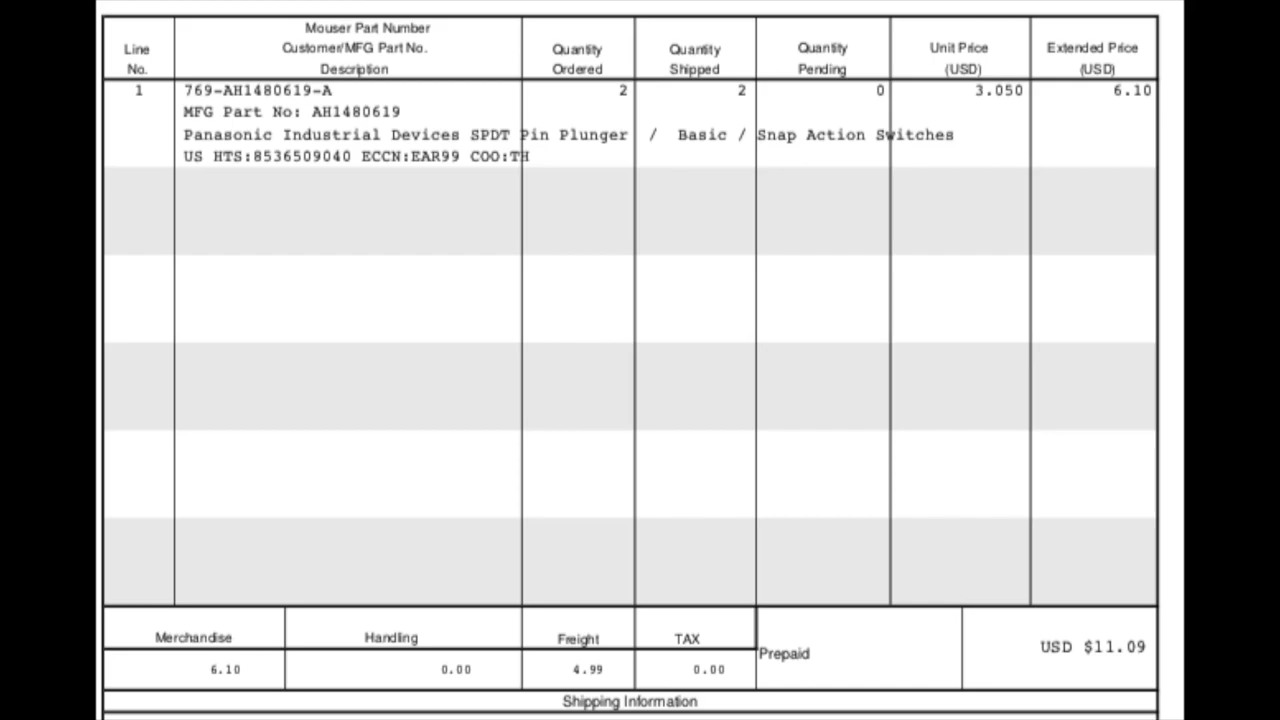 Line No.
Mouser Part Number
Customer/MFG Part No.
Description
Quantity Ordered
Quantity Shipped
Quantity Pending
Unit Price (USD)
Extended Price (USD)
1 769-AH1480619-A 2 2 0 3.050 6.10
MFG Part No: AH1480619
Panasonic Industrial Devices SPDT Pin Plunger / Basic / Snap Action Switches
US HTS:8536509040 ECCN:EAR99 COO:TH
Merchandise Handling Freight TAX
Prepaid USD $11.09
6.10 0.00 4.99 0.00
Shipping Information